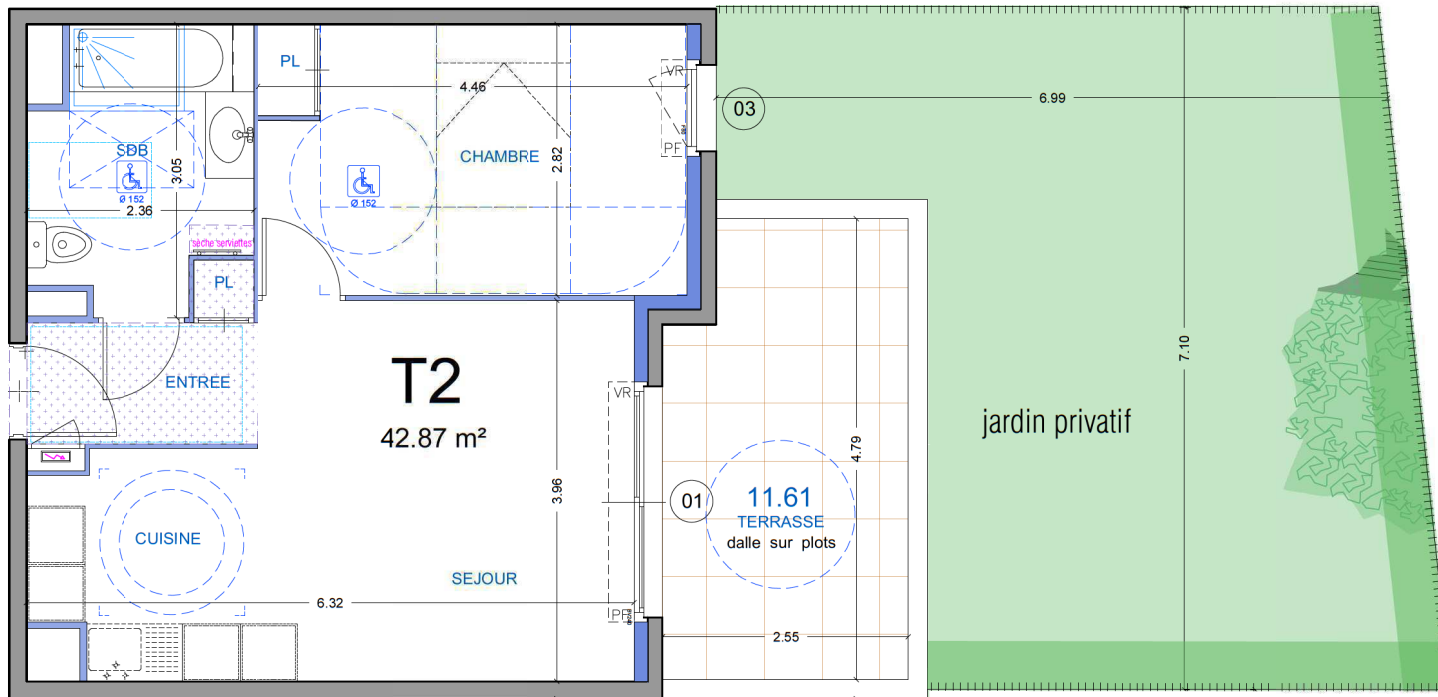 PL
4.46
VR
6.99
7.10
03
SDB
3.05
CHAMBRE
2.82
PF
Ø 152
2.36
Ø 152
sèche serviettes
PL
T2
42.87 m²
ENTREE
VR
jardin privatif
4.79
3.96
01
11.61
TERRASSE
dalle sur plots
CUISINE
SEJOUR
6.32
PF
2.55